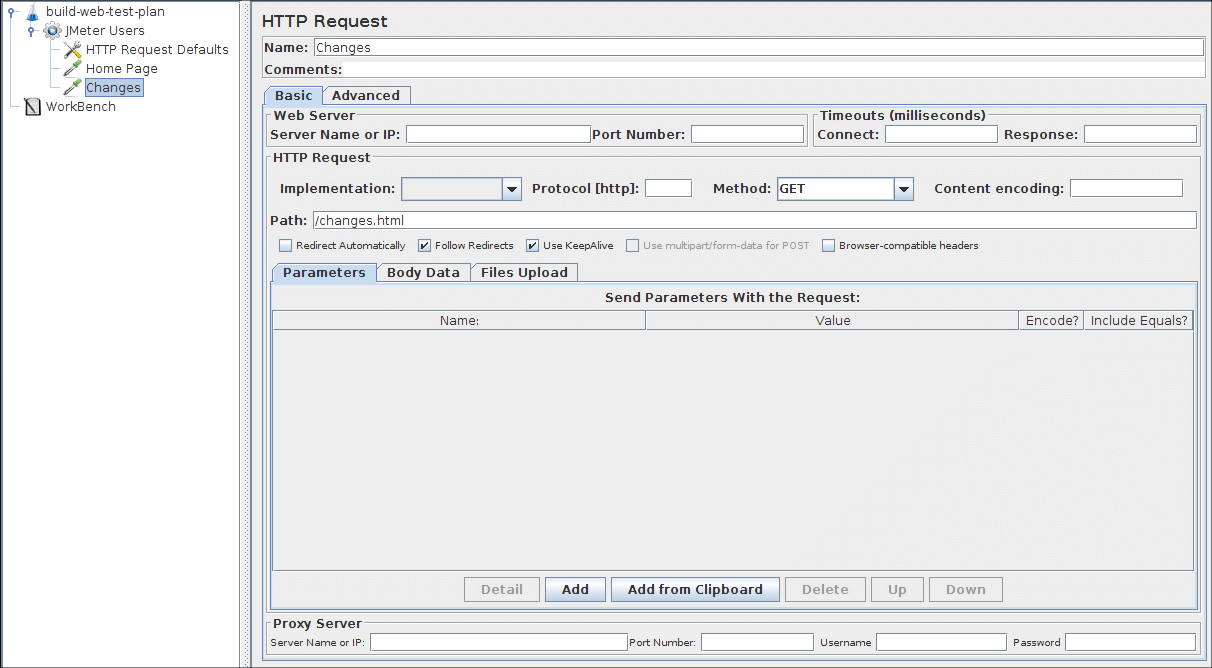 build-web-test-plan
JMeter Users
HTTP Request Defaults
Home Page
Changes
WorkBench
HTTP Request
Name: Changes
Comments:
Basic Advanced
Web Server
Server Name or IP: Port Number:
Timeouts (milliseconds)
Connect: Response:
HTTP Request
Implementation: Protocol [http]: Method: GET Content encoding:
Path: /changes.html
Redirect Automatically Follow Redirects Use KeepAlive Use multipart/form-data for POST Browser-compatible headers
Parameters Body Data Files Upload
Send Parameters With the Request:
Name: Value Encode? Include Equals?
Detail Add Add from Clipboard Delete Up Down
Proxy Server
Server Name or IP: Port Number: Username Password